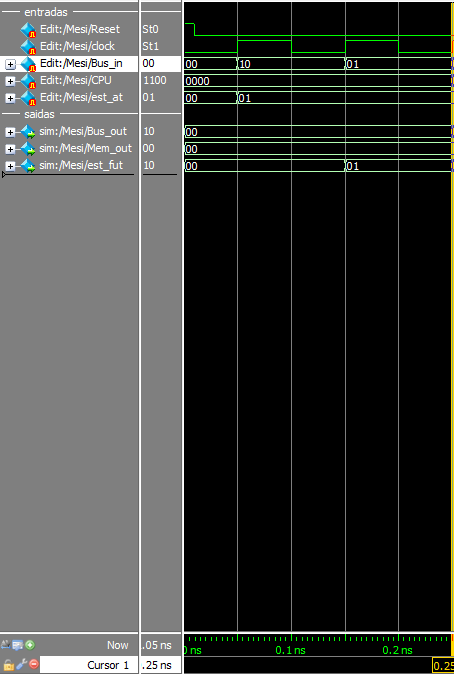 entradas
Edit:/Mesi/Reset St0
Edit:/Mesi/clock St1
Edit:/Mesi/Bus_in 00 00 10 01
Edit:/Mesi/CPU 1100 0000
Edit:/Mesi/est_at 01 00 01
saidas
sim:/Mesi/Bus_out 10 00
sim:/Mesi/Mem_out 00 00
sim:/Mesi/est_fut 10 00 01
Now .05 ns ns 0.1 ns 0.2 ns
Cursor 1 .25 ns 0.25